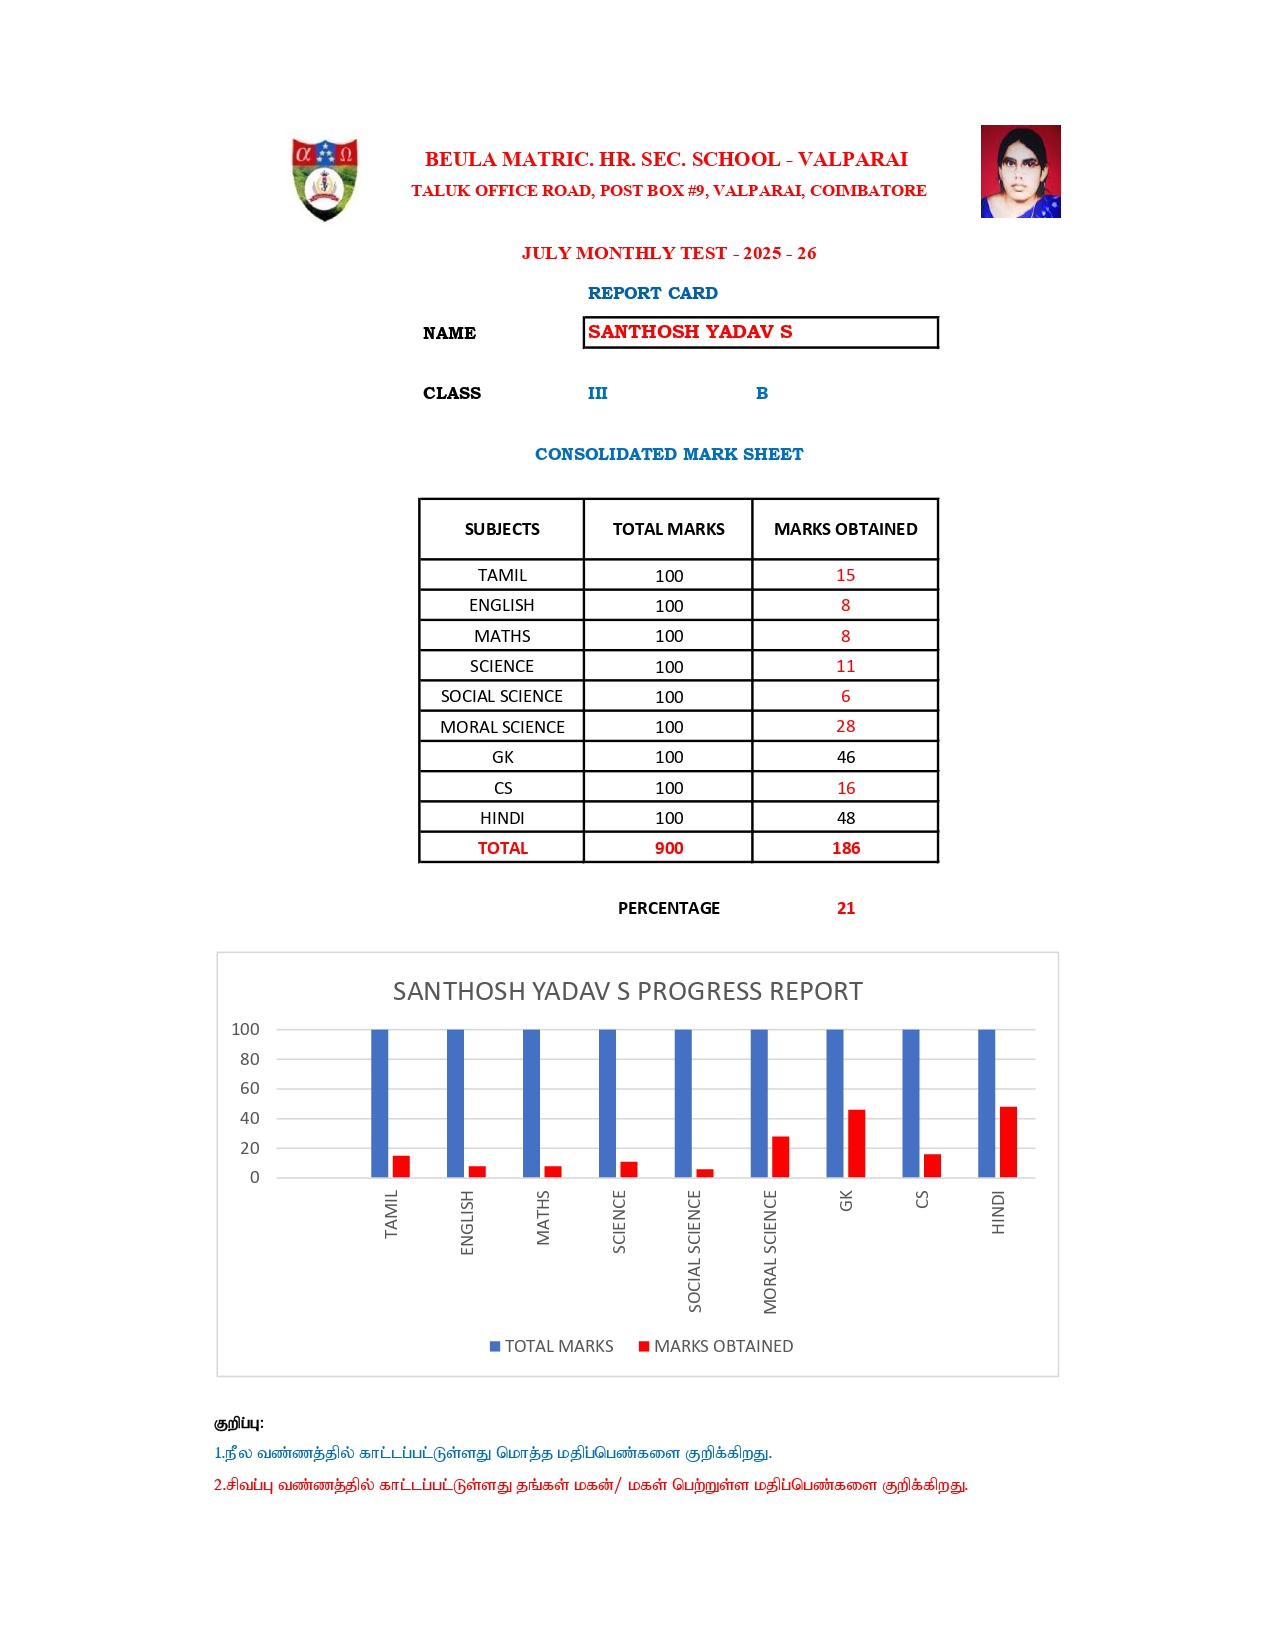 α Ω
BEULA MATRIC. HR. SEC. SCHOOL - VALPARAI
TALUK OFFICE ROAD, POST BOX #9, VALPARAI, COIMBATORE
JULY MONTHLY TEST - 2025 - 26
REPORT CARD
NAME SANTHOSH YADAV S
CLASS III B
CONSOLIDATED MARK SHEET
SUBJECTS TOTAL MARKS MARKS OBTAINED
TAMIL 100 15
ENGLISH 100 8
MATHS 100 8
SCIENCE 100 11
SOCIAL SCIENCE 100 6
MORAL SCIENCE 100 28
GK 100 46
CS 100 16
HINDI 100 48
TOTAL 900 186
PERCENTAGE 21
SANTHOSH YADAV S PROGRESS REPORT
100
80
60
40
20
0
TAMIL ENGLISH MATHS SCIENCE SOCIAL SCIENCE MORAL SCIENCE GK CS HINDI
TOTAL MARKS MARKS OBTAINED
குறிப்பு:
1.நீல வண்ணத்தில் காட்டப்பட்டுள்ளது மொத்த மதிப்பெண்களை குறிக்கிறது.
2.சிவப்பு வண்ணத்தில் காட்டப்பட்டுள்ளது தங்கள் மகன்/ மகள் பெற்றுள்ள மதிப்பெண்களை குறிக்கிறது.